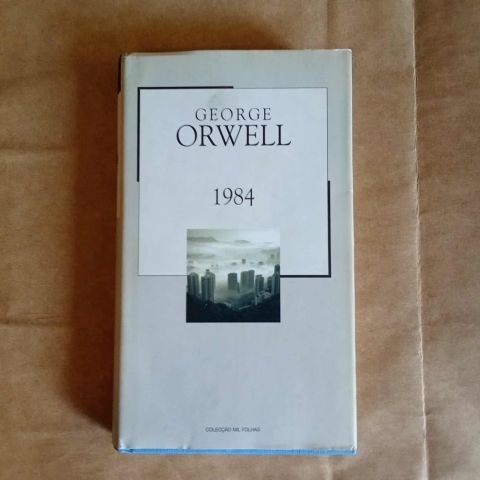 GEORGE
ORWELL
1984
COLECÇÃO MIL FOLHAS